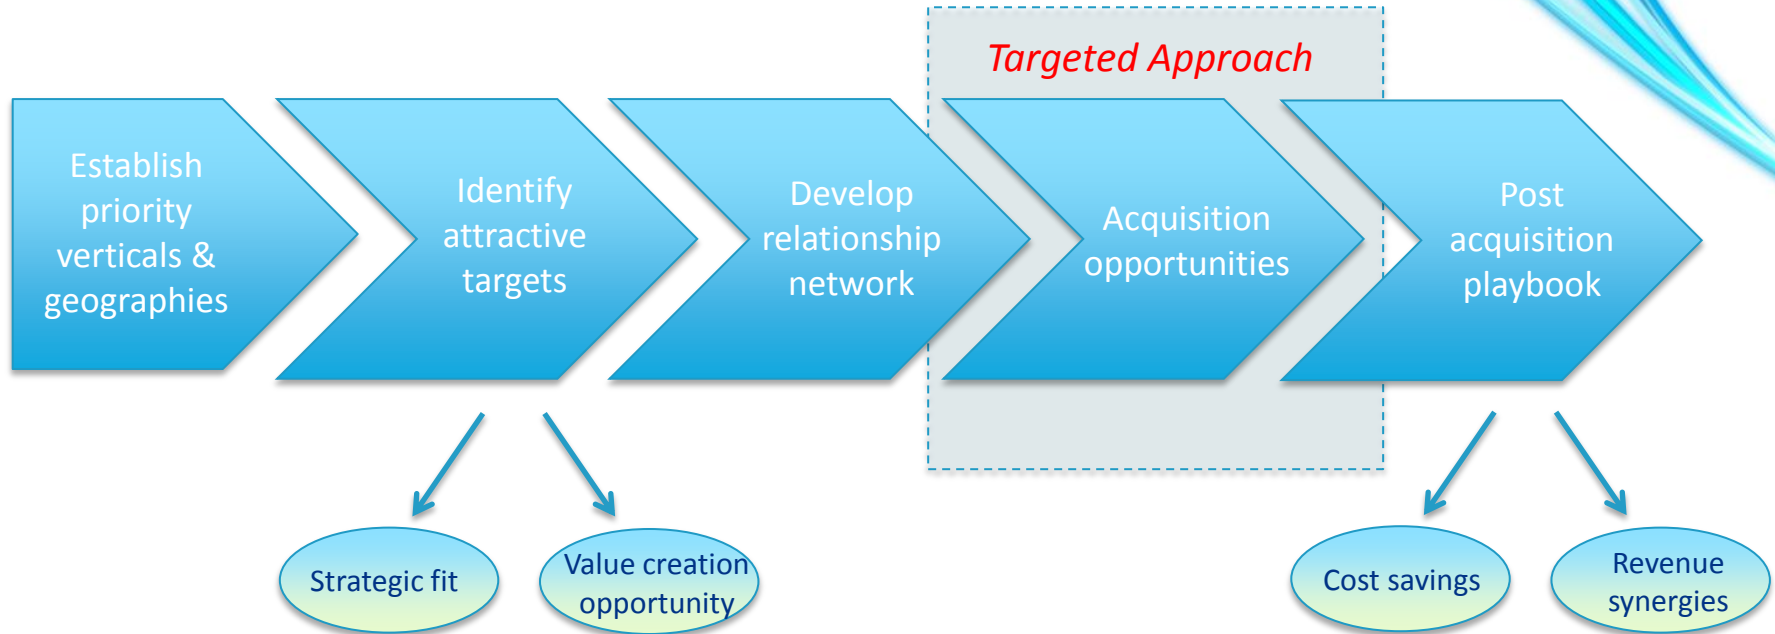 Targeted Approach
Establish
priority
verticals &
geographies
Identify
attractive
targets
Develop
relationship
network
Acquisition
opportunities
Post
acquisition
playbook
Strategic fit
Value creation
opportunity
Cost savings
Revenue
synergies